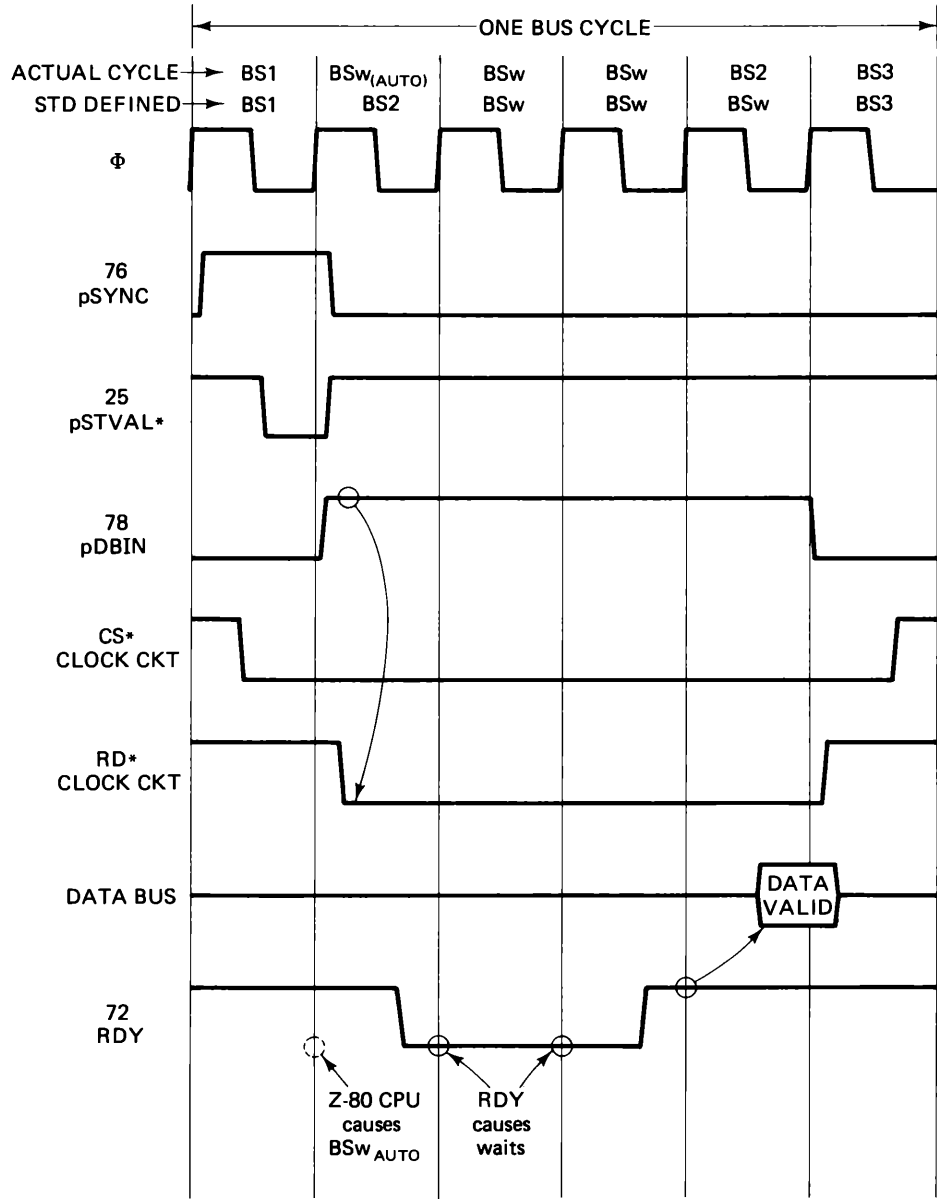 ONE BUS CYCLE
ACTUAL CYCLE BS1 BSw(AUTO) BSw BSw BS2 BS3
STD DEFINED BS1 BS2 BSw BSw BSw BS3
Φ
76
pSYNC
25
pSTVAL*
78
pDBIN
CS*
CLOCK CKT
RD*
CLOCK CKT
DATA BUS
DATA
VALID
72
RDY
Z-80 CPU
causes
BSw AUTO
RDY
causes
waits